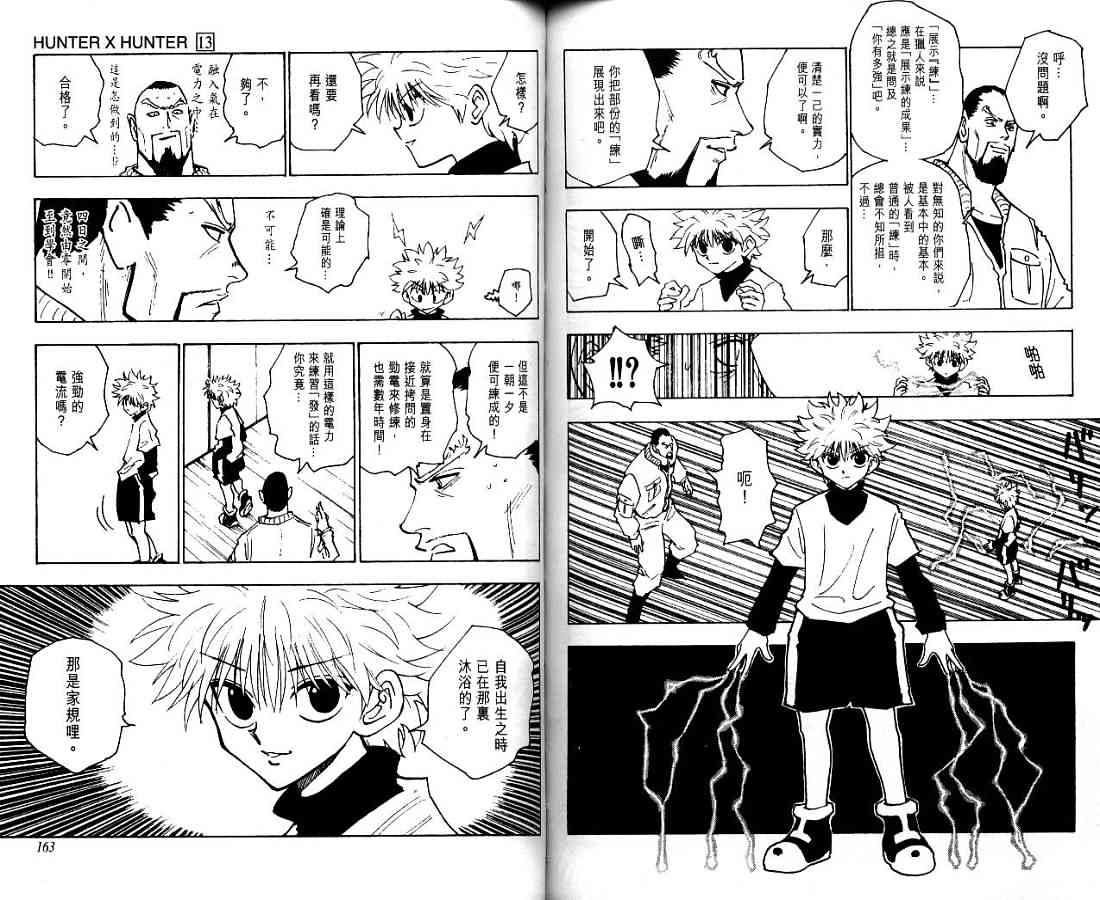 HUNTER X HUNTER 13
呼…
沒問題啊。
「展示『練』」…
在獵人來說
應是「展示練的成果」…
總之就是問及
「你有多強」吧。
對無知的你們來說,
是基本中的基本。
被人看到
普通的「練」時,
總會不知所措,
不過…
清楚一己的實力,
便可以了啊。
你把部份的「練」
展現出來吧。
那麼,
嘶…
開始了。
啪啪
!!?
呃!
バチ
バチ
怎樣?
還要
再看嗎?
不,
夠了。
融入氣在
電力之中…
這是怎做到的…!?
合格了。
哪!
理論上
確是可能的…
不可能…
四日之間,
竟然由零開始
至到學會!!
但這不是
一朝一夕
便可練成的!
就算是置身在
接近拷問的
勁電來修練,
也需數年時間!
就用這樣的電力
來練習「發」的話…
你究竟…
強勁的
電流嗎?
自我出生之時
已在那裏
沐浴的了。
那是家規哩。
163